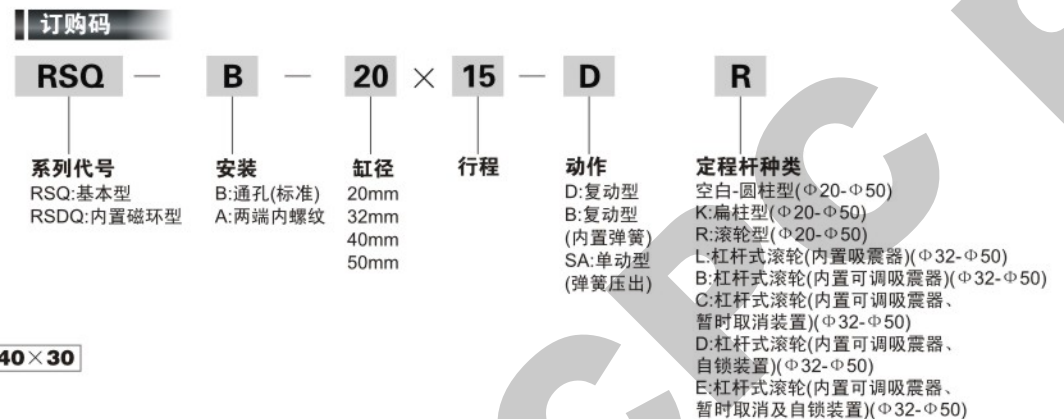 订购码
RSQ — B — 20 × 15 — D R
系列代号
RSQ:基本型
RSDQ:内置磁环型
安装
B:通孔(标准)
A:两端内螺纹
缸径
20mm
32mm
40mm
50mm
行程
动作
D:复动型
B:复动型
(内置弹簧)
SA:单动型
(弹簧压出)
定程杆种类
空白-圆柱型(Φ20-Φ50)
K:扁柱型(Φ20-Φ50)
R:滚轮型(Φ20-Φ50)
L:杠杆式滚轮(内置吸震器)(Φ32-Φ50)
B:杠杆式滚轮(内置可调吸震器)(Φ32-Φ50)
C:杠杆式滚轮(内置可调吸震器、
暂时取消装置)(Φ32-Φ50)
D:杠杆式滚轮(内置可调吸震器、
自锁装置)(Φ32-Φ50)
E:杠杆式滚轮(内置可调吸震器、
暂时取消及自锁装置)(Φ32-Φ50)
40×30